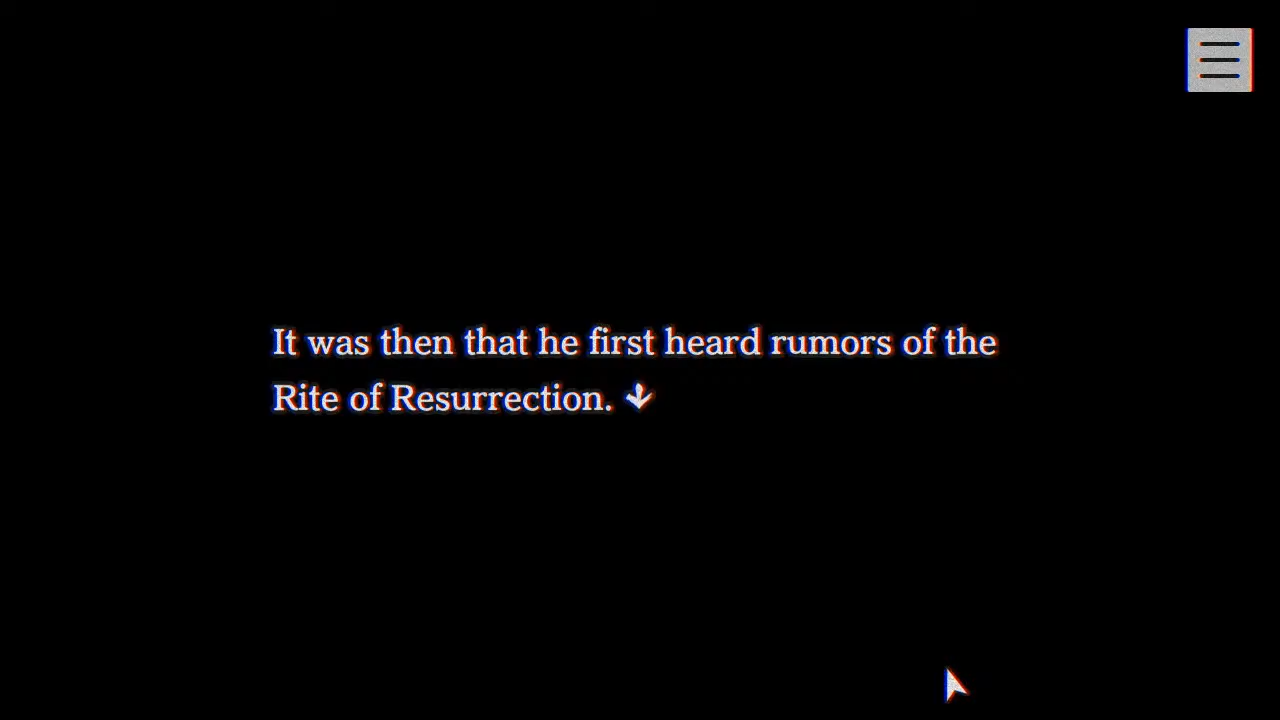 It was then that he first heard rumors of the
Rite of Resurrection.